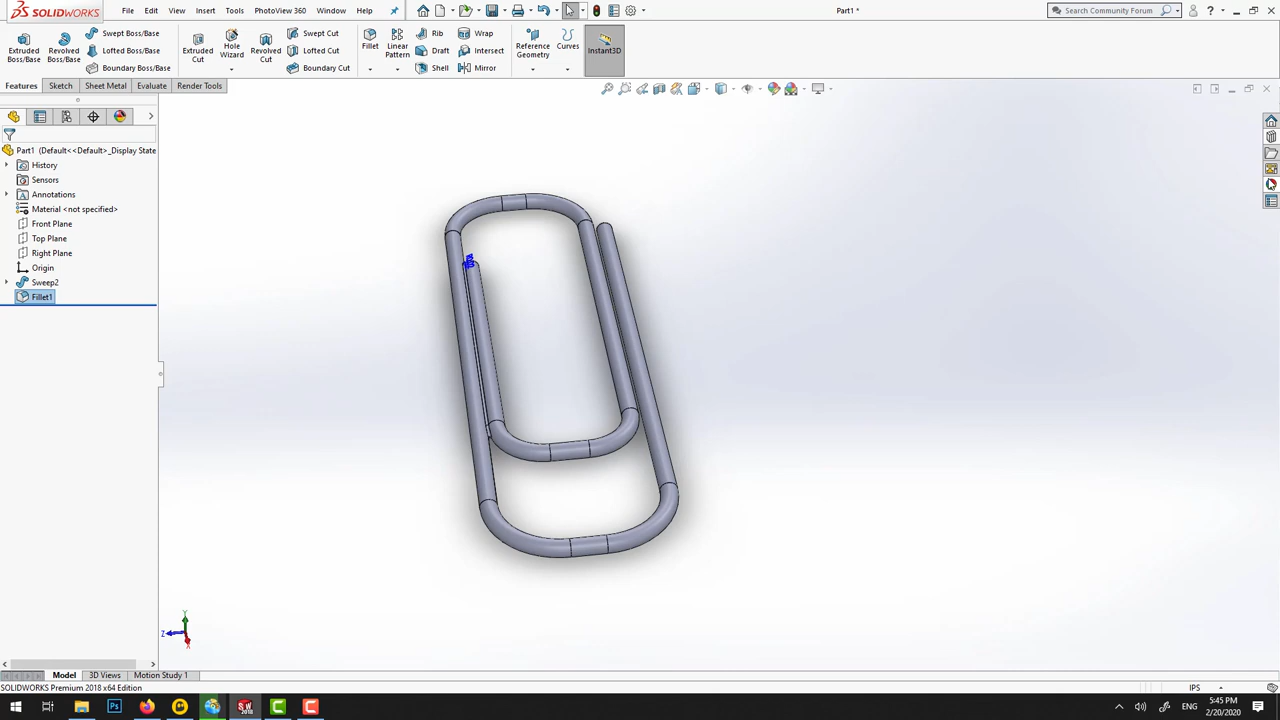 SOLIDWORKS
File Edit View Insert Tools PhotoView 360 Window Help
Part1 *
Search Community Forum
Extruded Boss/Base
Revolved Boss/Base
Swept Boss/Base
Lofted Boss/Base
Boundary Boss/Base
Extruded Cut
Hole Wizard
Revolved Cut
Swept Cut
Lofted Cut
Boundary Cut
Fillet
Linear Pattern
Rib
Draft
Shell
Wrap
Intersect
Mirror
Reference Geometry
Curves
Instant3D
Features Sketch Sheet Metal Evaluate Render Tools
Part1 (Default<<Default>_Display State
History
Sensors
Annotations
Material <not specified>
Front Plane
Top Plane
Right Plane
Origin
Sweep2
Fillet1
Y
Z
X
Model 3D Views Motion Study 1
SOLIDWORKS Premium 2018 x64 Edition
IPS
ENG
5:45 PM
2/20/2020